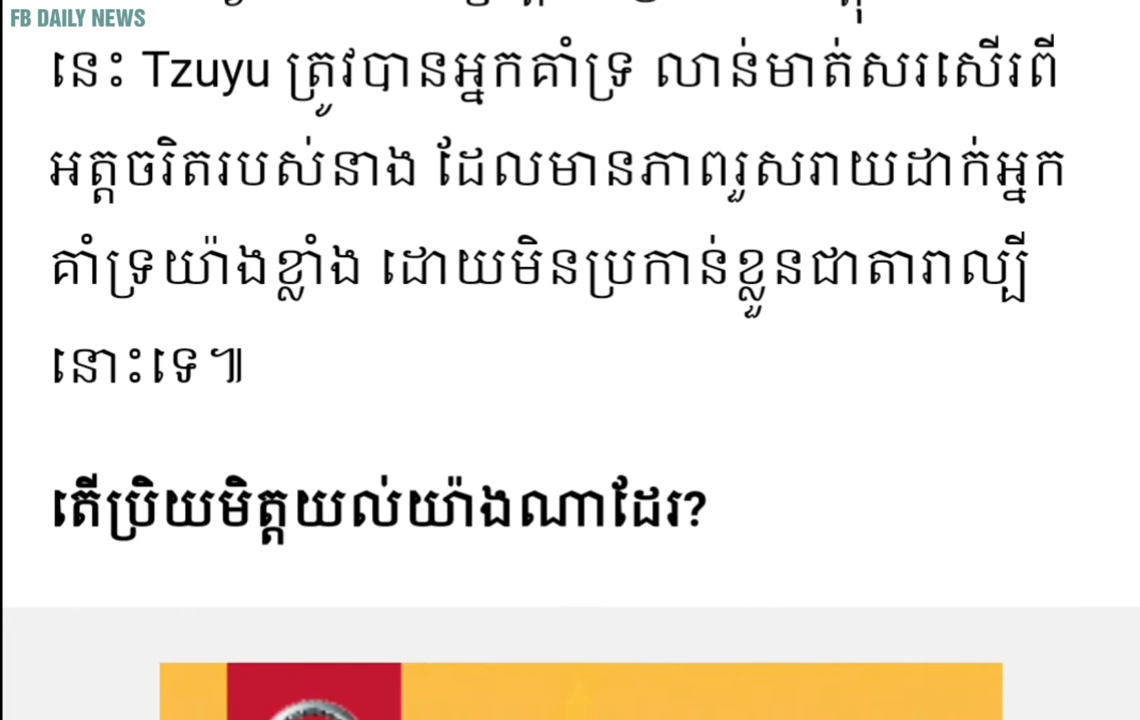 FB DAILY NEWS
នេះ Tzuyu ត្រូវបានអ្នកគាំទ្រ លាន់មាត់សរសើរពី
អត្តចរិតរបស់នាង ដែលមានភាពរួសរាយដាក់អ្នក
គាំទ្រយ៉ាងខ្លាំង ដោយមិនប្រកាន់ខ្លួនជាតារាល្បី
នោះទេ៕
តើប្រិយមិត្តយល់យ៉ាងណាដែរ?